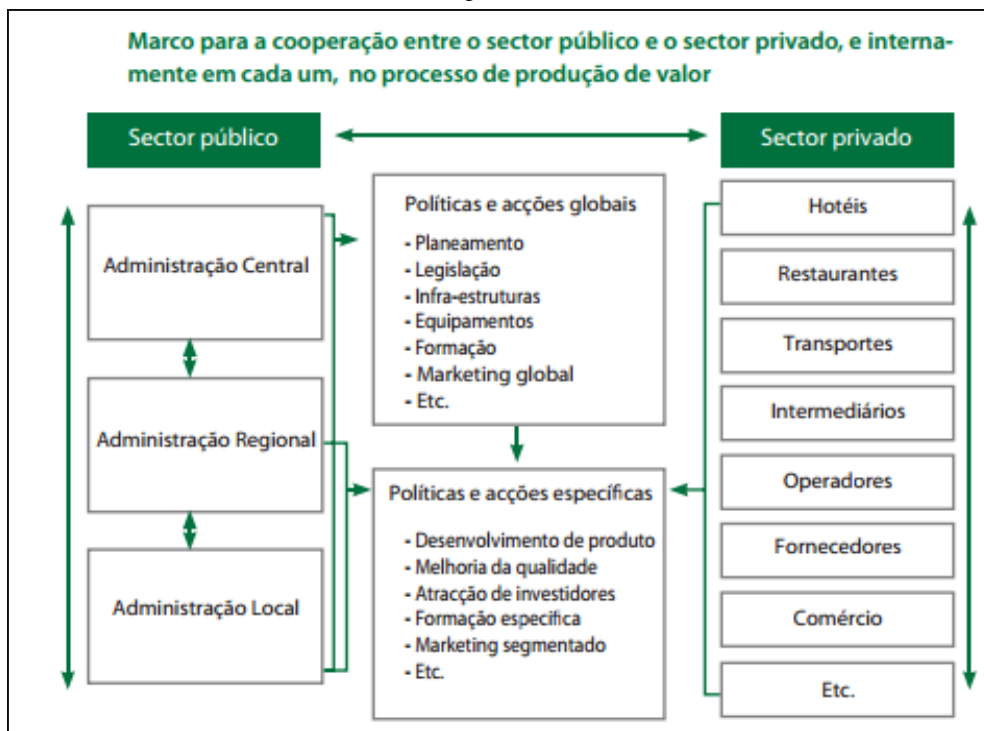 Marco para a cooperação entre o sector público e o sector privado, e interna-
mente em cada um, no processo de produção de valor
Sector público
Sector privado
Administração Central
Administração Regional
Administração Local
Políticas e acções globais
- Planeamento
- Legislação
- Infra-estruturas
- Equipamentos
- Formação
- Marketing global
- Etc.
Políticas e acções específicas
- Desenvolvimento de produto
- Melhoria da qualidade
- Atracção de investidores
- Formação específica
- Marketing segmentado
- Etc.
Hotéis
Restaurantes
Transportes
Intermediários
Operadores
Fornecedores
Comércio
Etc.